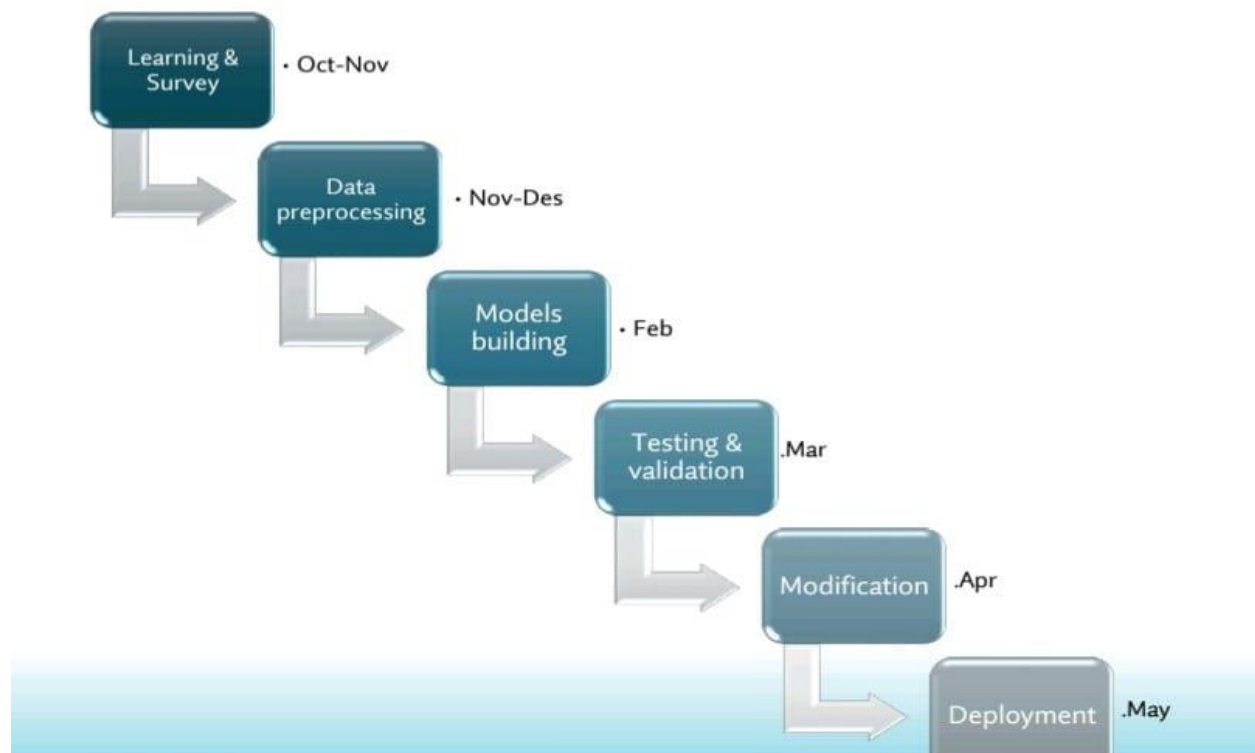 Learning &
Survey
• Oct-Nov
Data
preprocessing
• Nov-Des
Models
building
• Feb
Testing &
validation
.Mar
Modification
.Apr
Deployment
.May